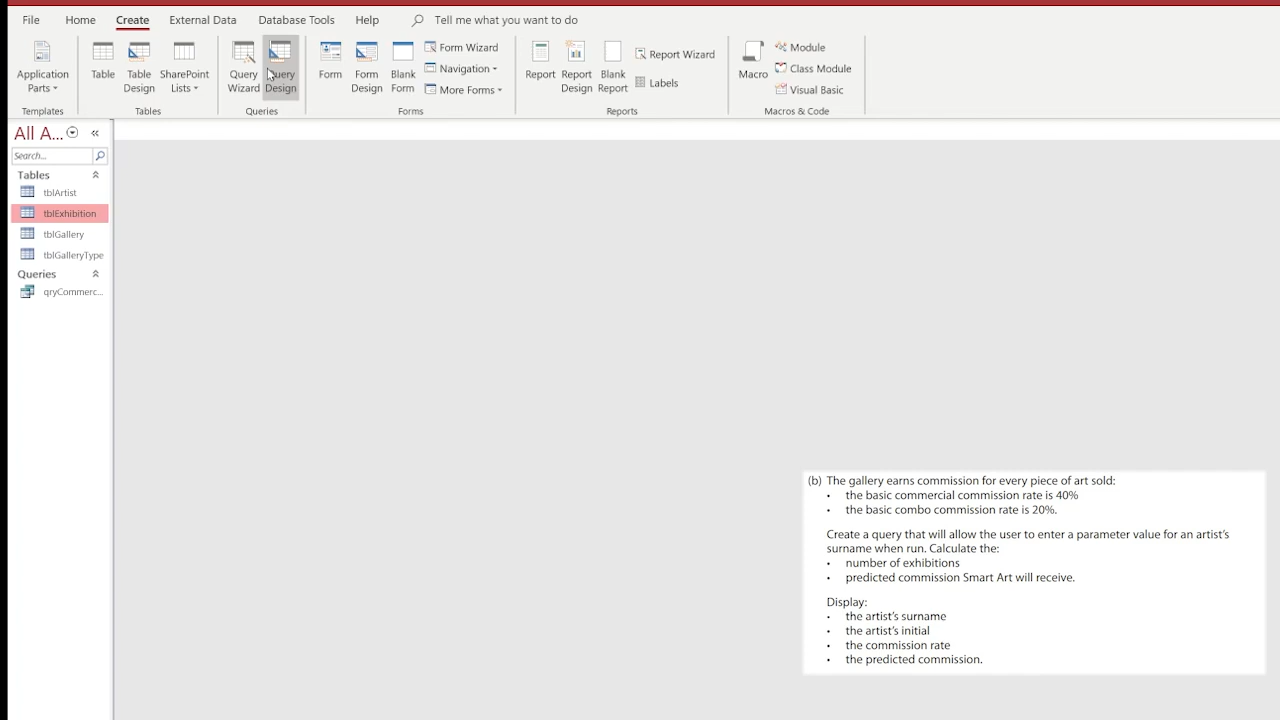 File Home Create External Data Database Tools Help Tell me what you want to do
Application Parts
Table
Table Design
SharePoint Lists
Query Wizard
Query Design
Form
Form Design
Blank Form
Form Wizard
Navigation
More Forms
Report
Report Design
Blank Report
Report Wizard
Labels
Macro
Module
Class Module
Visual Basic
Templates Tables Queries Forms Reports Macros & Code
All A...
Search...
Tables
tblArtist
tblExhibition
tblGallery
tblGalleryType
Queries
qryCommerc...
(b) The gallery earns commission for every piece of art sold:
• the basic commercial commission rate is 40%
• the basic combo commission rate is 20%.
Create a query that will allow the user to enter a parameter value for an artist's
surname when run. Calculate the:
• number of exhibitions
• predicted commission Smart Art will receive.
Display:
• the artist's surname
• the artist's initial
• the commission rate
• the predicted commission.